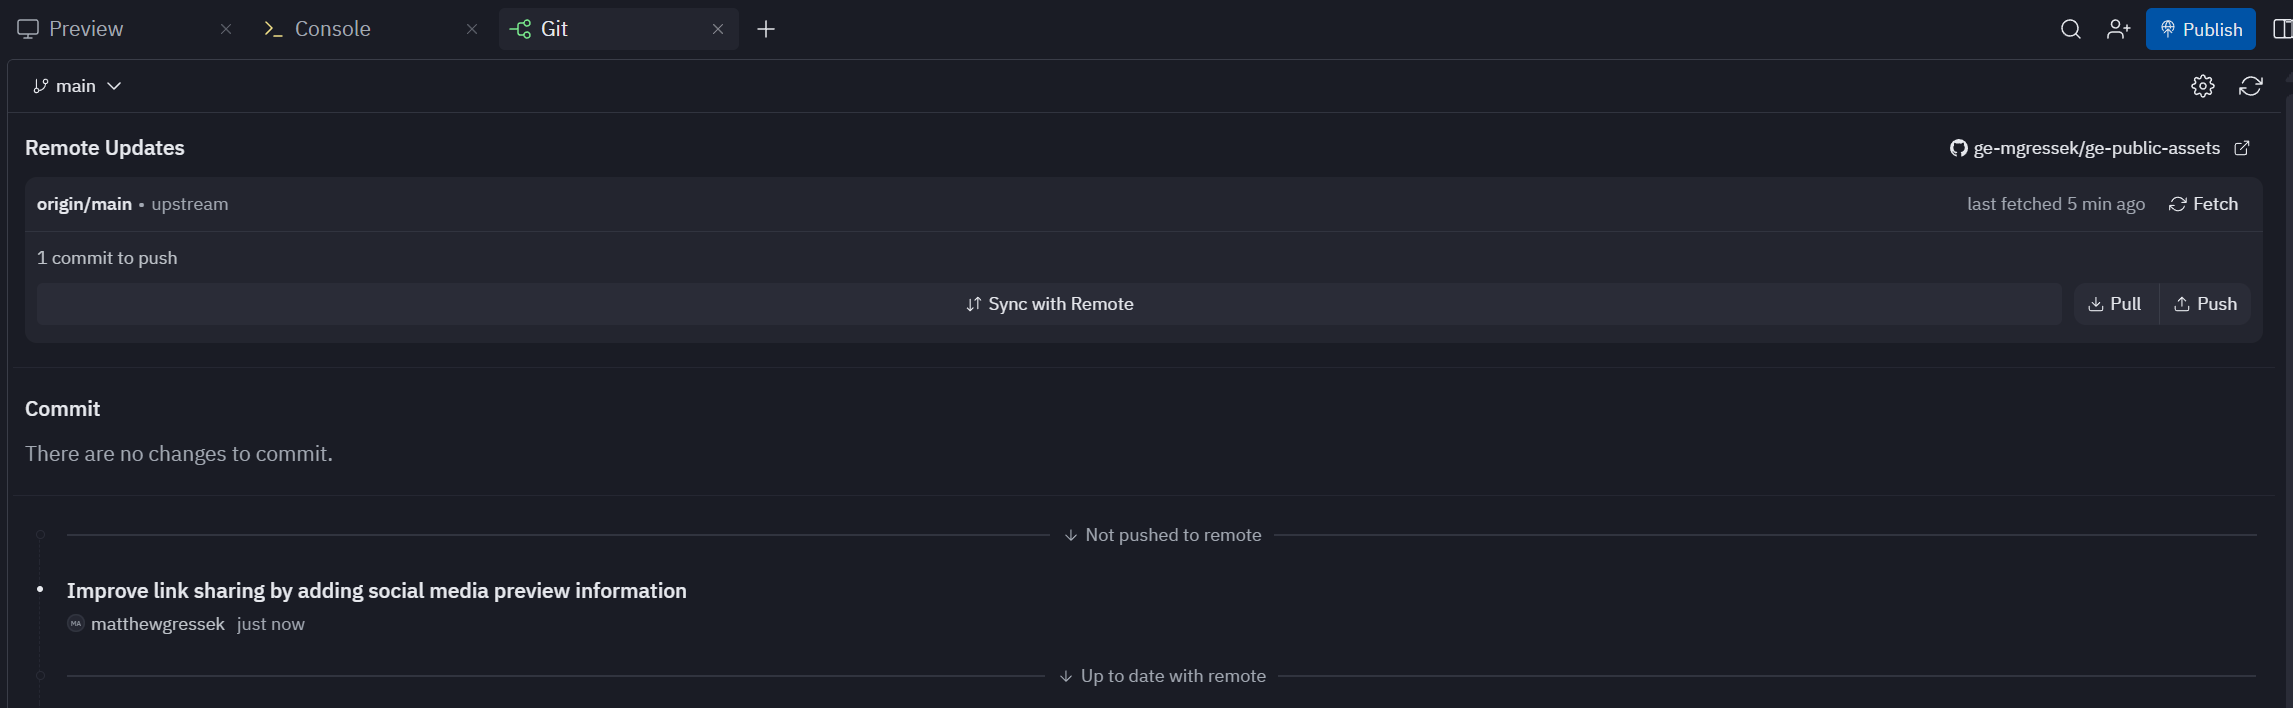 Preview
Console
Git
Publish
main
Remote Updates
ge-mgressek/ge-public-assets
origin/main • upstream
last fetched 5 min ago
Fetch
1 commit to push
Sync with Remote
Pull
Push
Commit
There are no changes to commit.
Not pushed to remote
Improve link sharing by adding social media preview information
MA matthewgressek just now
Up to date with remote